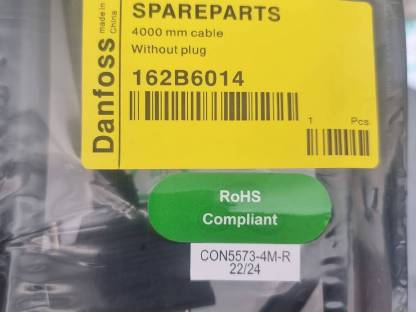 Danfoss
made in
China
SPAREPARTS
4000 mm cable
Without plug
162B6014
1 Pcs
RoHS
Compliant
CON5573-4M-R
22/24